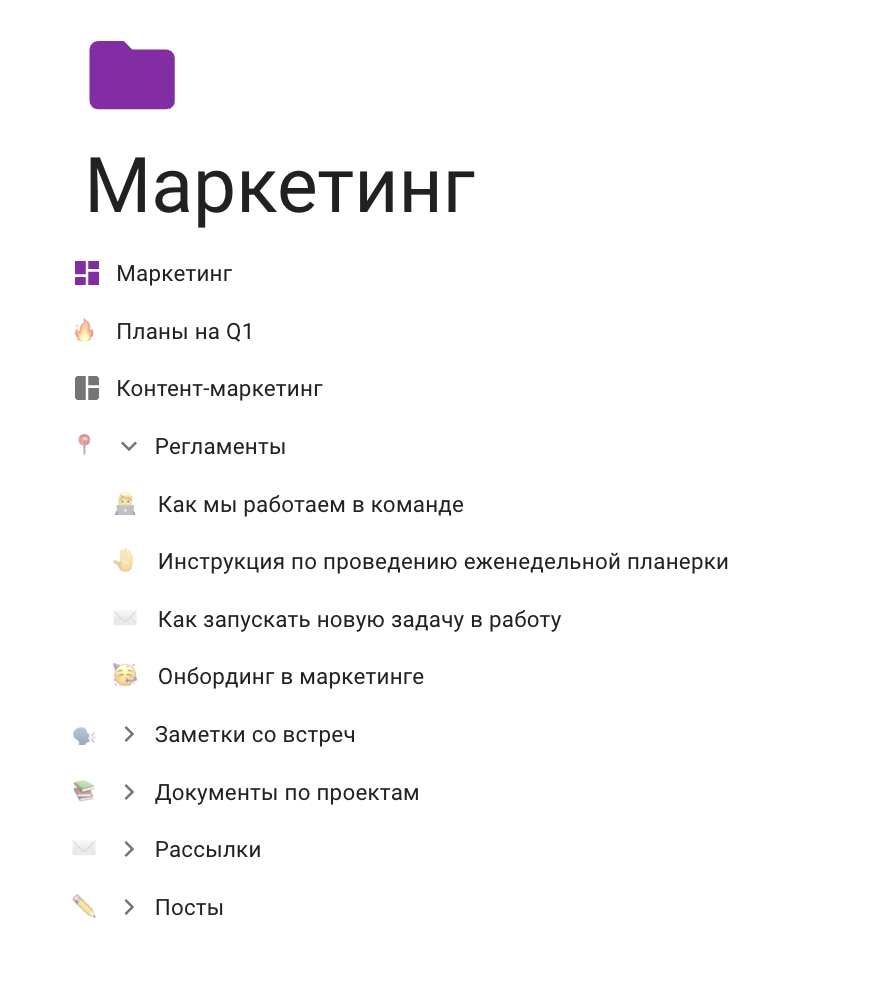 Маркетинг
Маркетинг
Планы на Q1
Контент-маркетинг
Регламенты
Как мы работаем в команде
Инструкция по проведению еженедельной планерки
Как запускать новую задачу в работу
Онбординг в маркетинге
Заметки со встреч
Документы по проектам
Рассылки
Посты